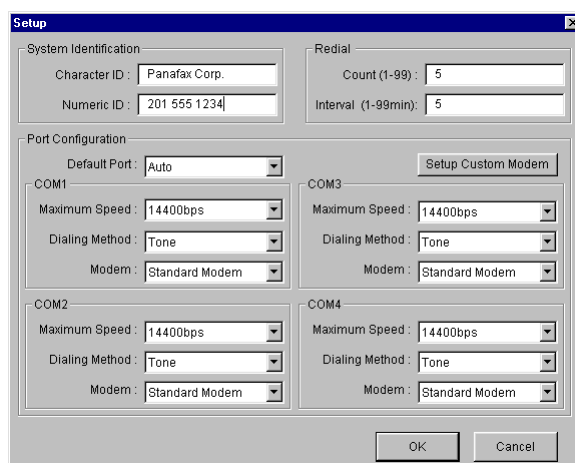 Setup
System Identification
Character ID : Panafax Corp.
Numeric ID : 201 555 1234
Redial
Count (1-99) : 5
Interval (1-99min): 5
Port Configuration
Default Port : Auto
Setup Custom Modem
COM1
Maximum Speed : 14400bps
Dialing Method : Tone
Modem : Standard Modem
COM3
Maximum Speed : 14400bps
Dialing Method : Tone
Modem : Standard Modem
COM2
Maximum Speed : 14400bps
Dialing Method : Tone
Modem : Standard Modem
COM4
Maximum Speed : 14400bps
Dialing Method : Tone
Modem : Standard Modem
OK
Cancel